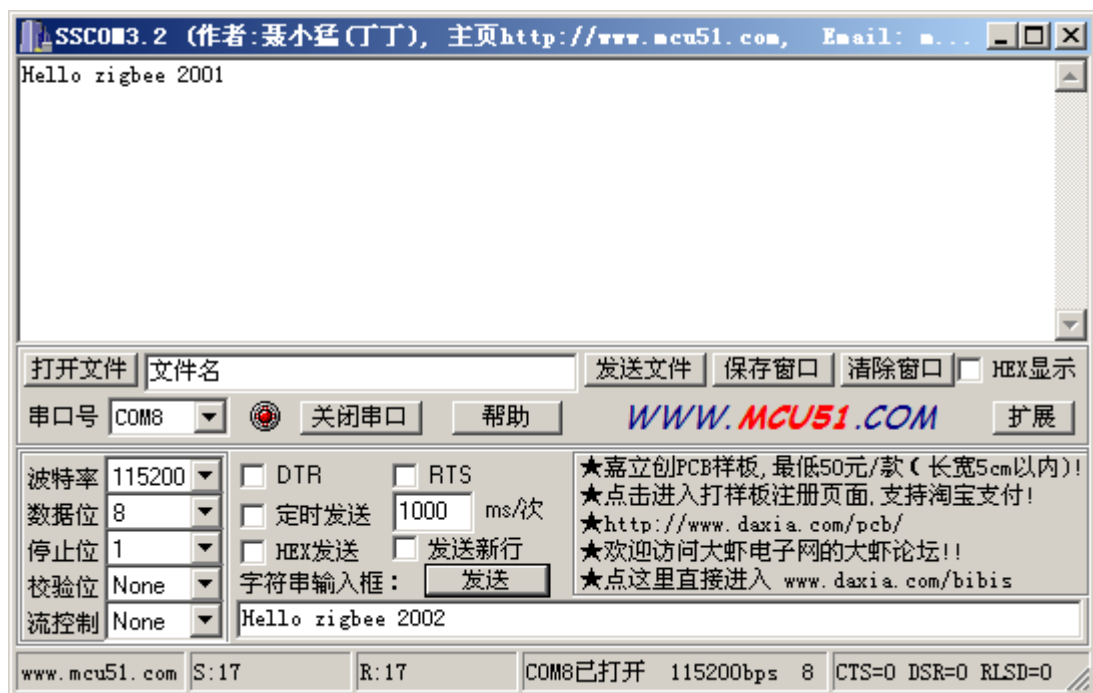 SSCOM3.2 (作者:聂小猛(丁丁), 主页http://www.mcu51.com, Email: m...
Hello zigbee 2001
打开文件 文件名 发送文件 保存窗口 清除窗口 HEX显示
串口号 COM8 关闭串口 帮助 WWW.MCU51.COM 扩展
波特率 115200
数据位 8
停止位 1
校验位 None
流控制 None
DTR RTS
定时发送 1000 ms/次
HEX发送 发送新行
字符串输入框： 发送
★嘉立创PCB样板,最低50元/款(长宽5cm以内)!
★点击进入打样板注册页面,支持淘宝支付!
★http://www.daxia.com/pcb/
★欢迎访问大虾电子网的大虾论坛!!
★点这里直接进入 www.daxia.com/bibis
Hello zigbee 2002
www.mcu51.com S:17 R:17 COM8已打开 115200bps 8 CTS=0 DSR=0 RLSD=0